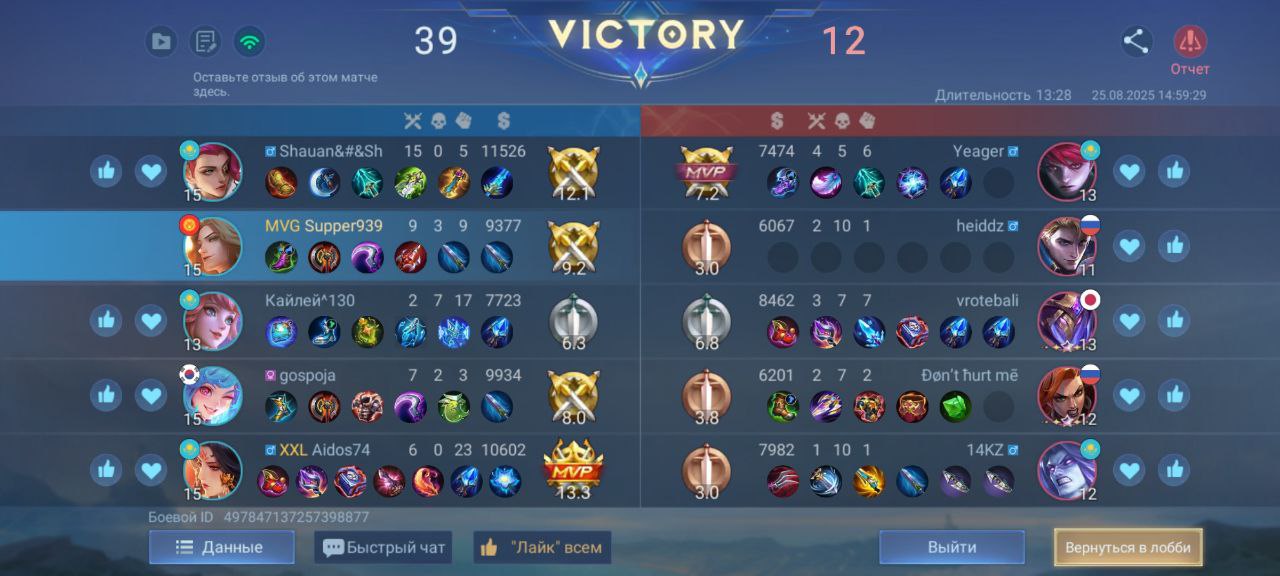 39 VICTORY 12
Отчет
Оставьте отзыв об этом матче
здесь.
Длительность 13:28 25.08.2025 14:59:29
Shauan&#&Sh 15 0 5 11526
15 12.1
MVG Supper939 9 3 9 9377
15 9.2
Кайлей^130 2 7 17 7723
13 6.3
gospoja 7 2 3 9934
15 8.0
XXL Aidos74 6 0 23 10602
15 MVP 13.3
7474 4 5 6 Yeager
MVP 7.2 13
6067 2 10 1 heiddz
3.0 11
8462 3 7 7 vrotebali
6.8 13
6201 2 7 2 Đøn't ħurt mẽ
3.8 12
7982 1 10 1 14KZ
3.0 12
Боевой ID 497847137257398877
Данные
Быстрый чат
"Лайк" всем
Выйти
Вернуться в лобби